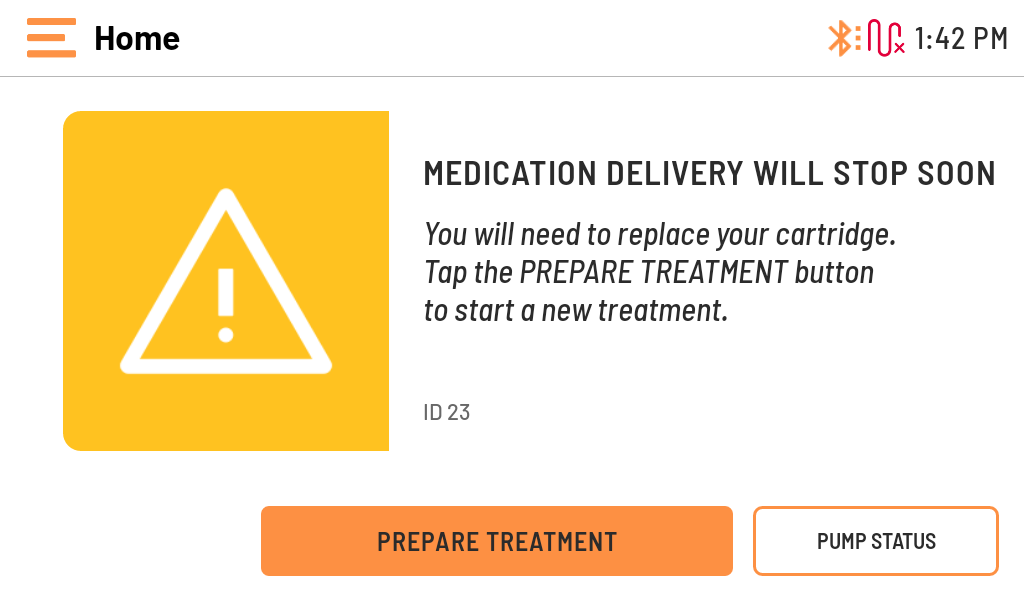 Home
1:42 PM
MEDICATION DELIVERY WILL STOP SOON
You will need to replace your cartridge.
Tap the PREPARE TREATMENT button
to start a new treatment.
ID 23
PREPARE TREATMENT
PUMP STATUS